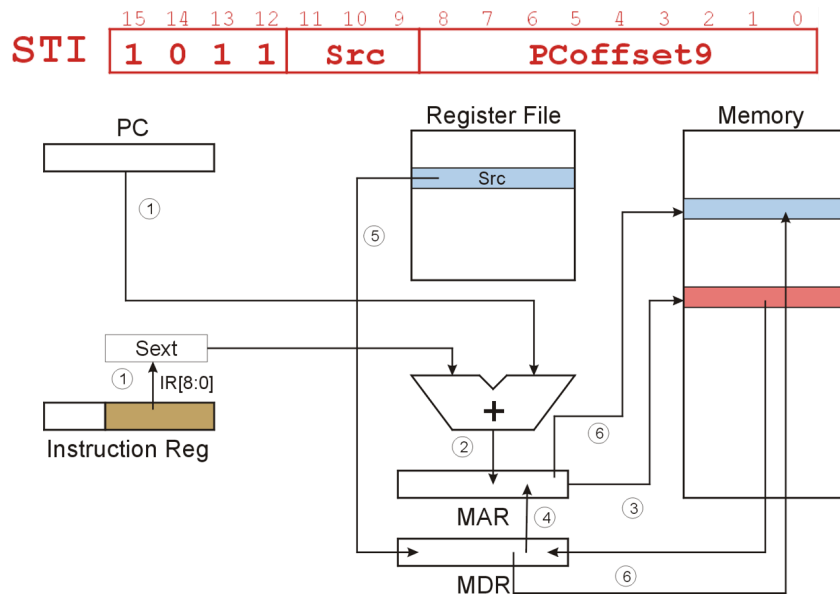 15 14 13 12 11 10 9 8 7 6 5 4 3 2 1 0
STI 1 0 1 1 Src PCoffset9
PC
Register File
Memory
Src
1
5
Sext
1
IR[8:0]
+
Instruction Reg
2
6
3
MAR
4
MDR
6